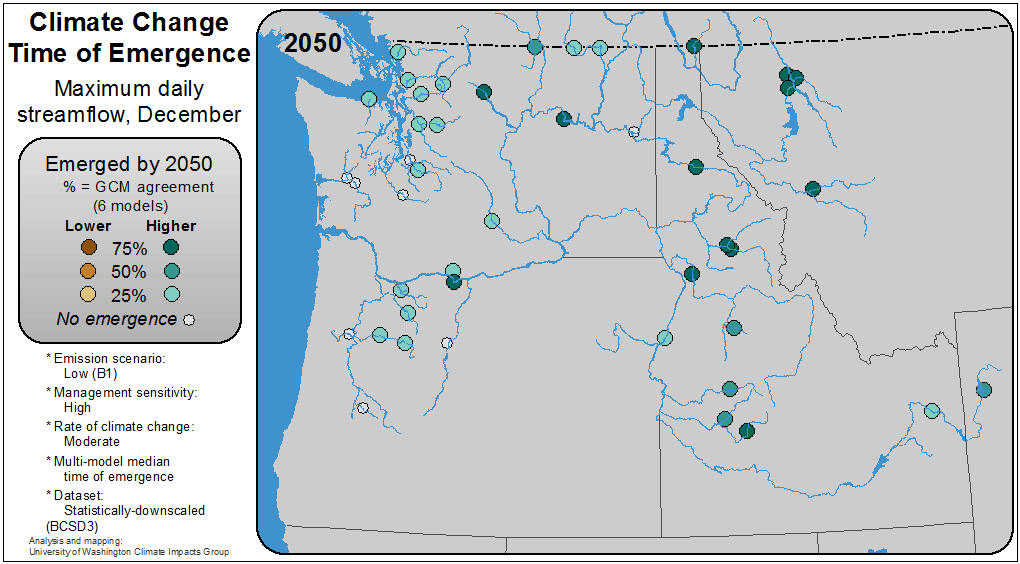 Climate Change
Time of Emergence
Maximum daily
streamflow, December
Emerged by 2050
% = GCM agreement
(6 models)
Lower Higher
75%
50%
25%
No emergence
* Emission scenario:
Low (B1)
* Management sensitivity:
High
* Rate of climate change:
Moderate
* Multi-model median
time of emergence
* Dataset:
Statistically-downscaled
(BCSD3)
Analysis and mapping:
University of Washington Climate Impacts Group
2050